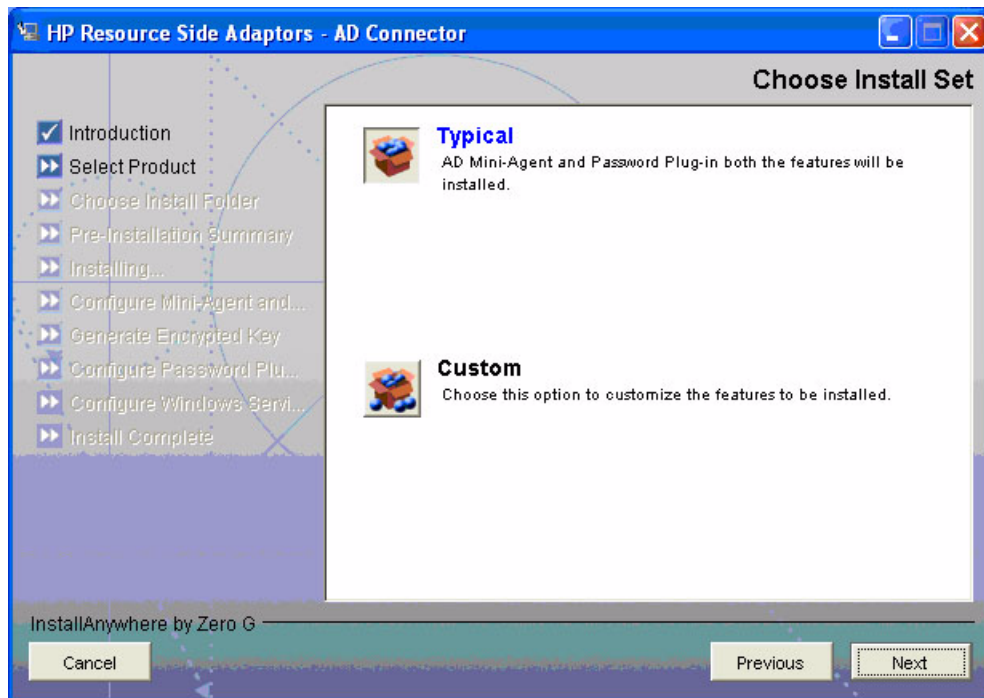 HP Resource Side Adaptors - AD Connector
Choose Install Set
Introduction
Select Product
Choose Install Folder
Pre-Installation Summary
Installing...
Configure Mini-Agent and...
Generate Encrypted Key
Configure Password Plu...
Configure Windows Servi...
Install Complete
Typical
AD Mini-Agent and Password Plug-in both the features will be
installed.
Custom
Choose this option to customize the features to be installed.
InstallAnywhere by Zero G
Cancel
Previous
Next